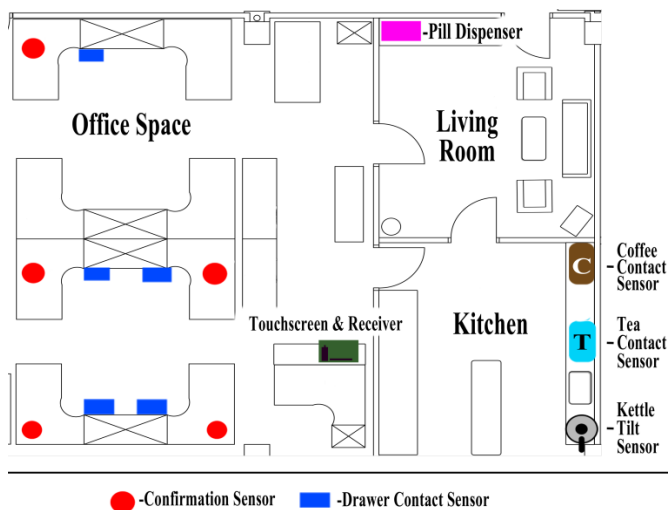 -Pill Dispenser
Office Space
Living
Room
Coffee
C
-Contact
Sensor
Touchscreen & Receiver
Kitchen
Tea
T
-Contact
Sensor
Kettle
-Tilt
Sensor
-Confirmation Sensor
-Drawer Contact Sensor